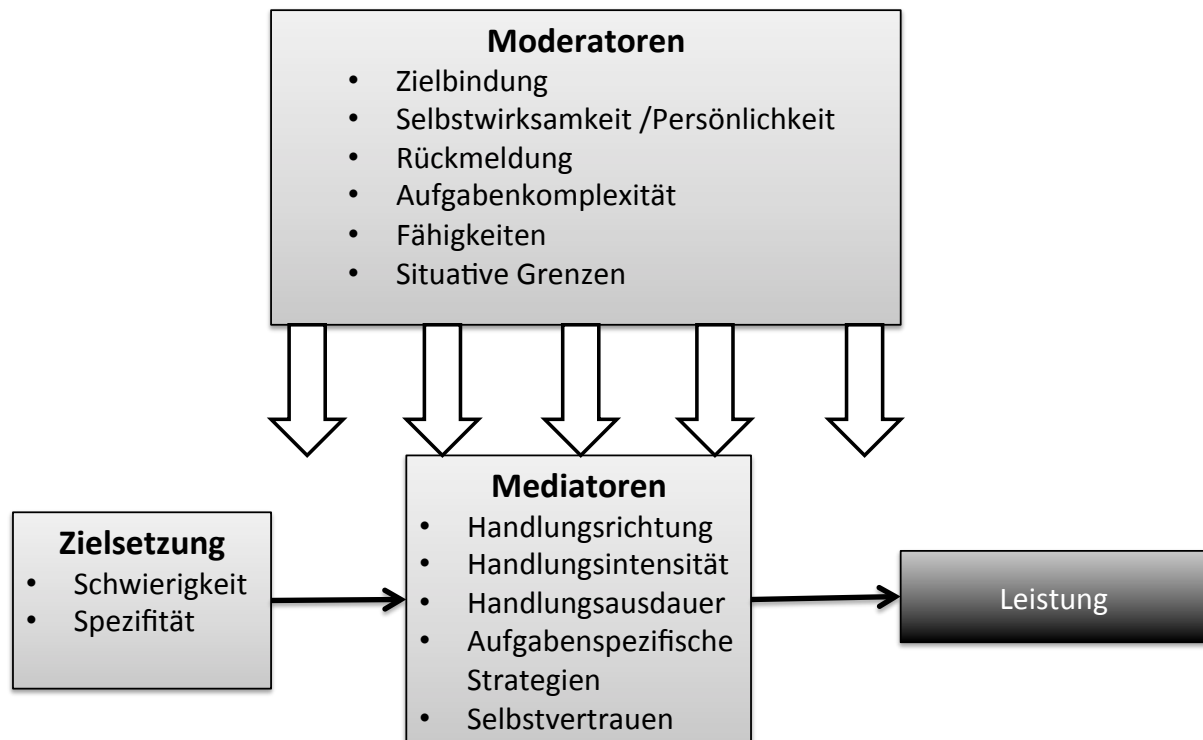 Moderatoren
• Zielbindung
• Selbstwirksamkeit /Persönlichkeit
• Rückmeldung
• Aufgabenkomplexität
• Fähigkeiten
• Situative Grenzen
Zielsetzung
• Schwierigkeit
• Spezifität
Mediatoren
• Handlungsrichtung
• Handlungsintensität
• Handlungsausdauer
• Aufgabenspezifische
Strategien
• Selbstvertrauen
Leistung